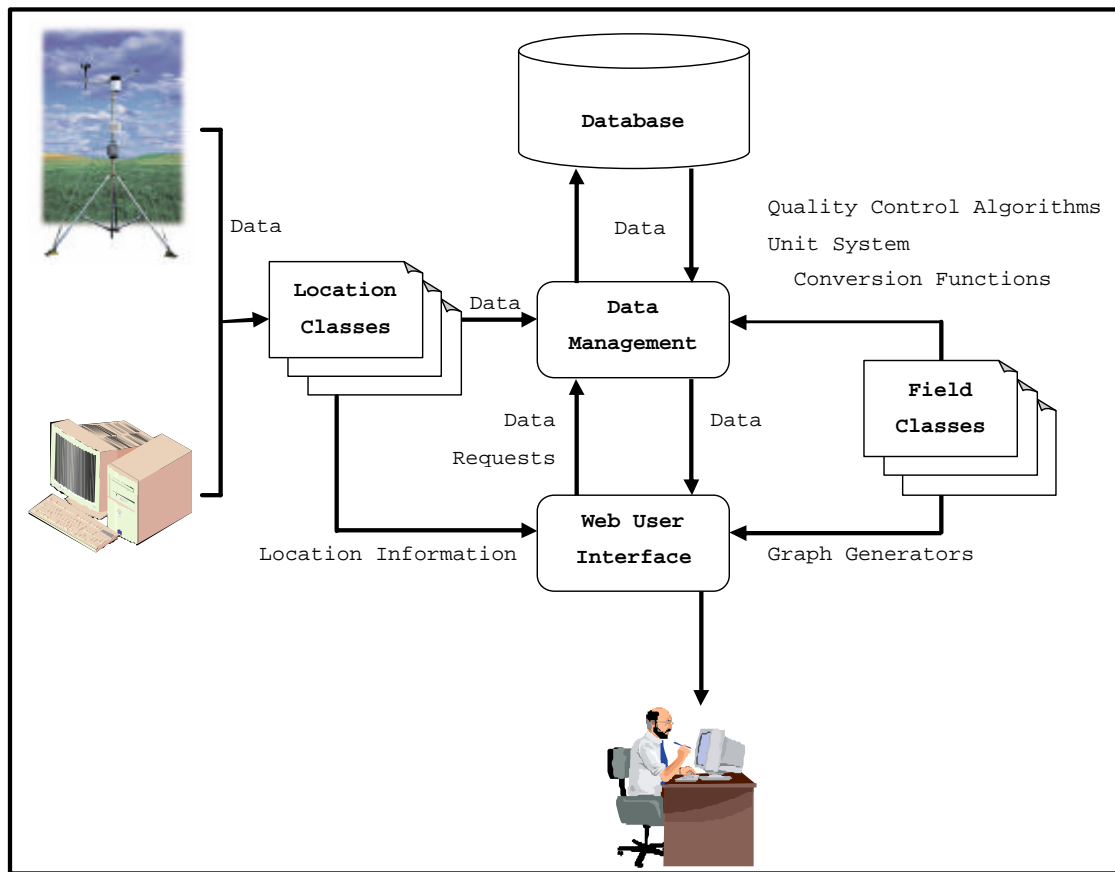 Database
Data
Data
Quality Control Algorithms
Unit System
Conversion Functions
Location
Classes
Data
Data
Management
Field
Classes
Data
Requests
Data
Web User
Interface
Location Information
Graph Generators